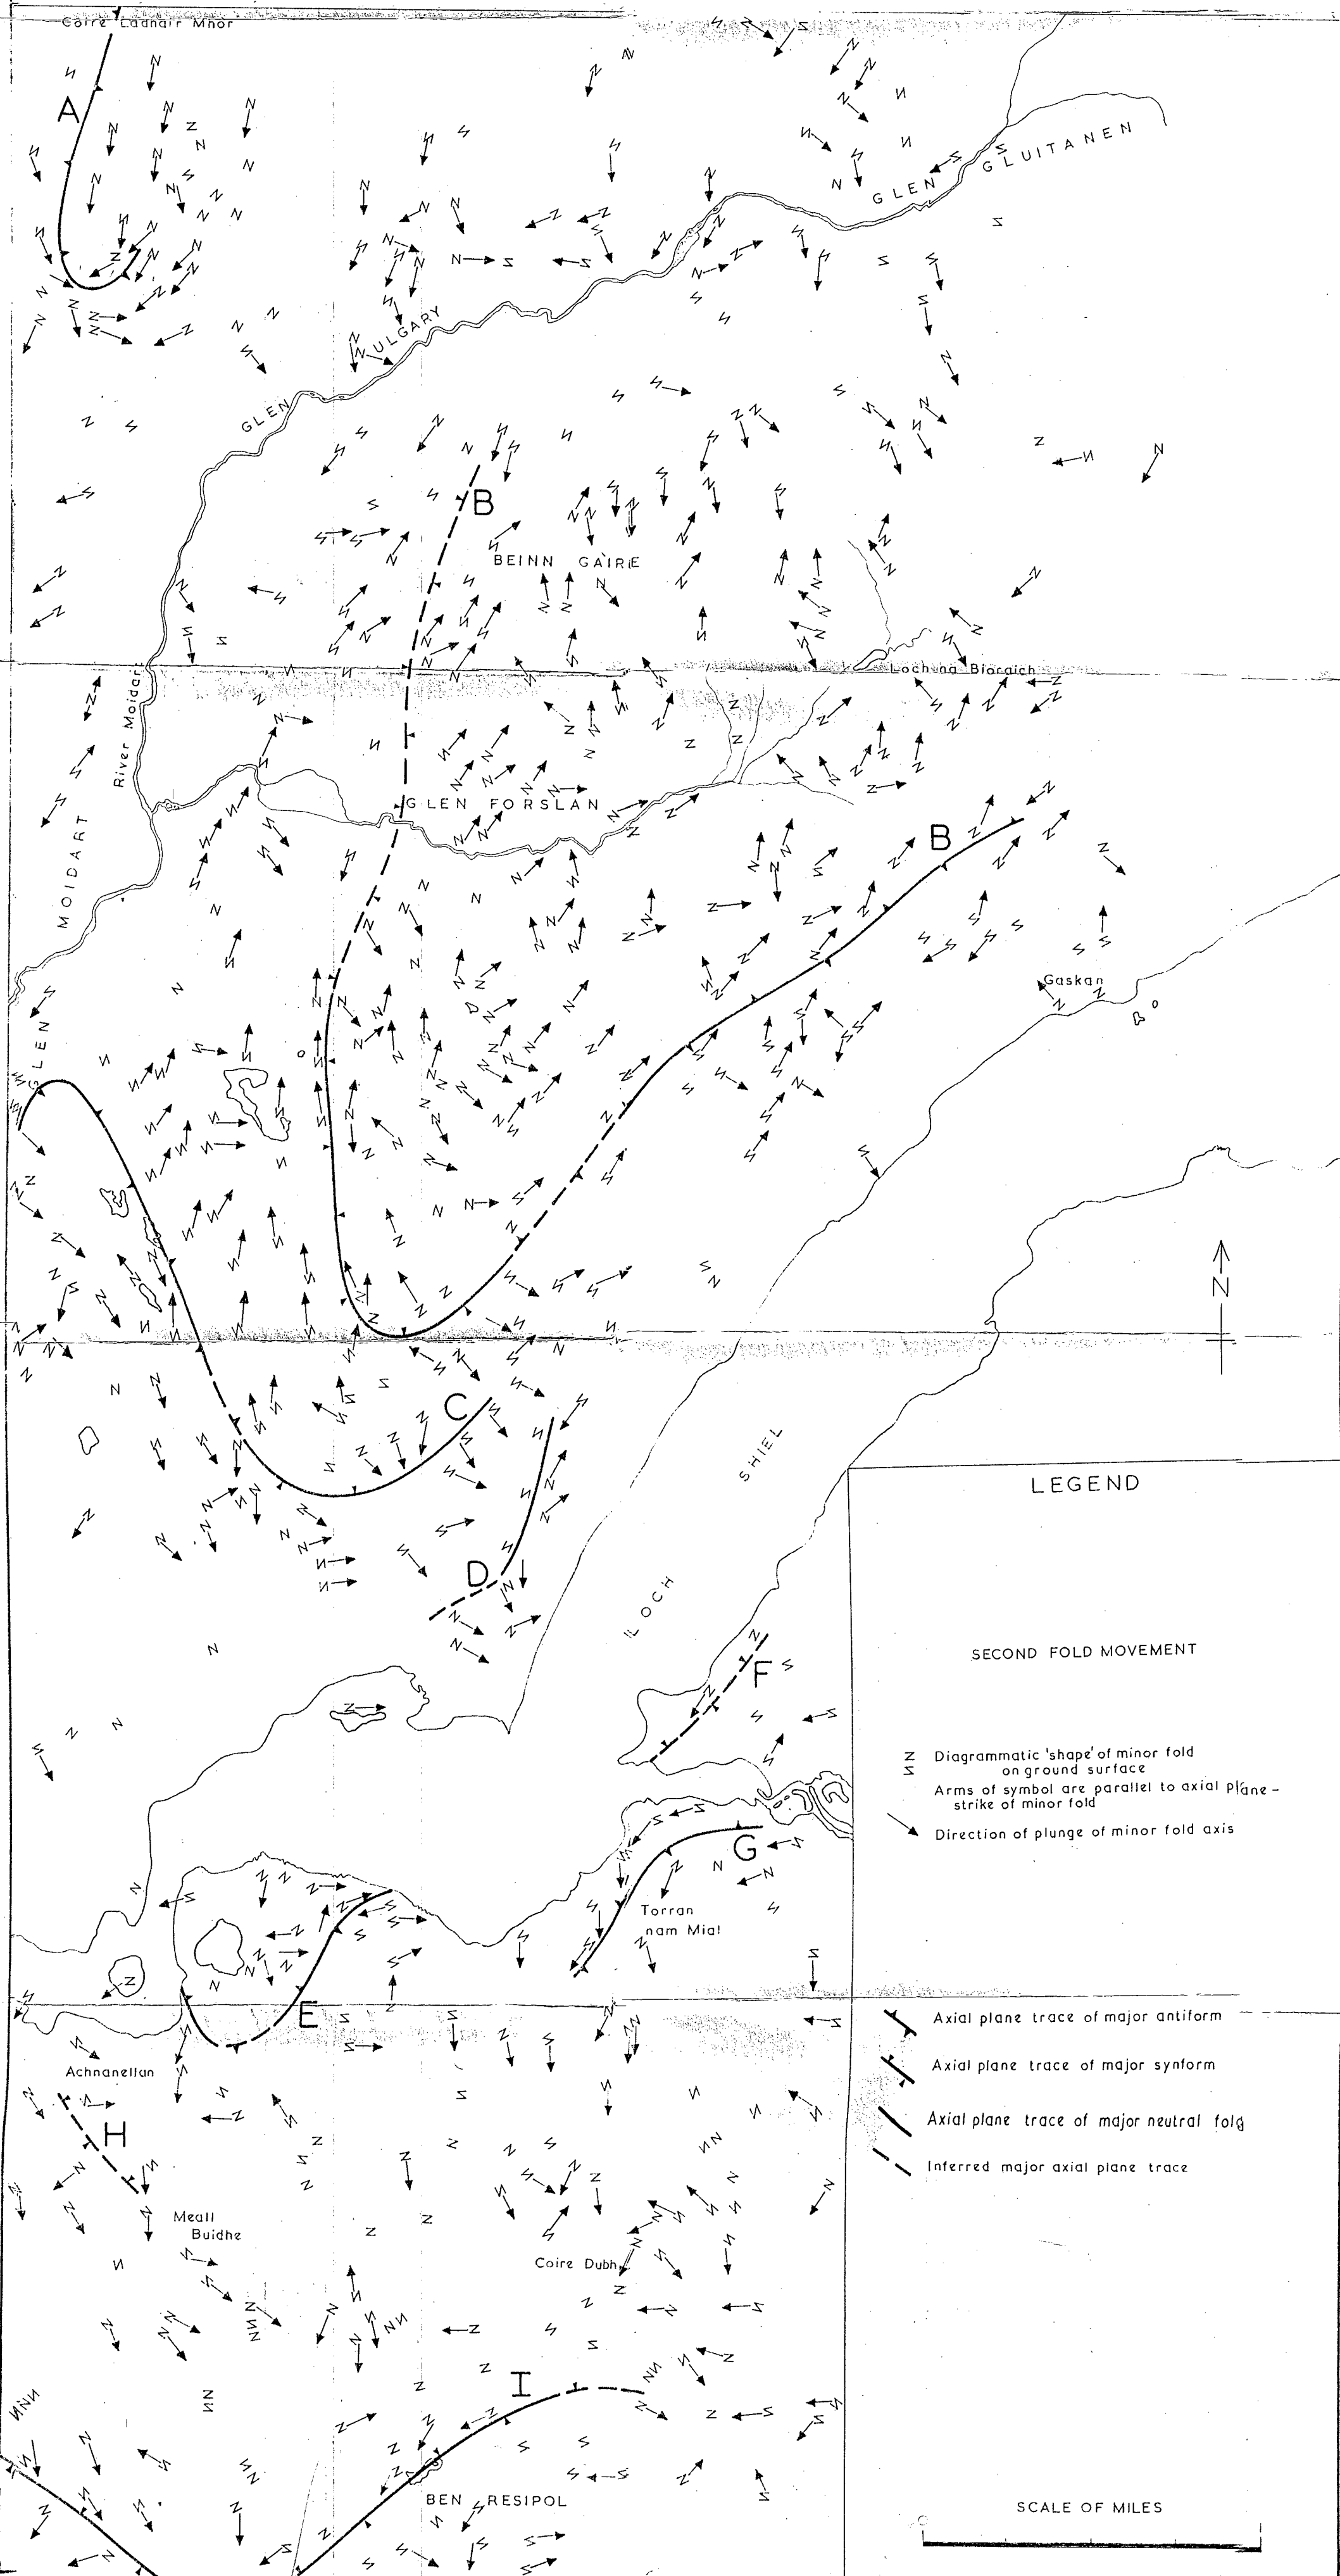 Coire Ladhair Mhor
A
GLEN GLUITANEN
GLEN ULGARY
B
BEINN GAIRE
Loch na Bioraich
River Moidart
GLEN FORSLAN
B
GLEN MOIDART
Gaskan
N
C
D
LOCH SHIEL
F
G
Torran
nam Mial
E
Achnanellan
H
Meall
Buidhe
Coire Dubh
I
BEN RESIPOL
LEGEND
SECOND FOLD MOVEMENT
Z
S
Diagrammatic 'shape' of minor fold
on ground surface
Arms of symbol are parallel to axial plane-
strike of minor fold
Direction of plunge of minor fold axis
Axial plane trace of major antiform
Axial plane trace of major synform
Axial plane trace of major neutral fold
Inferred major axial plane trace
SCALE OF MILES